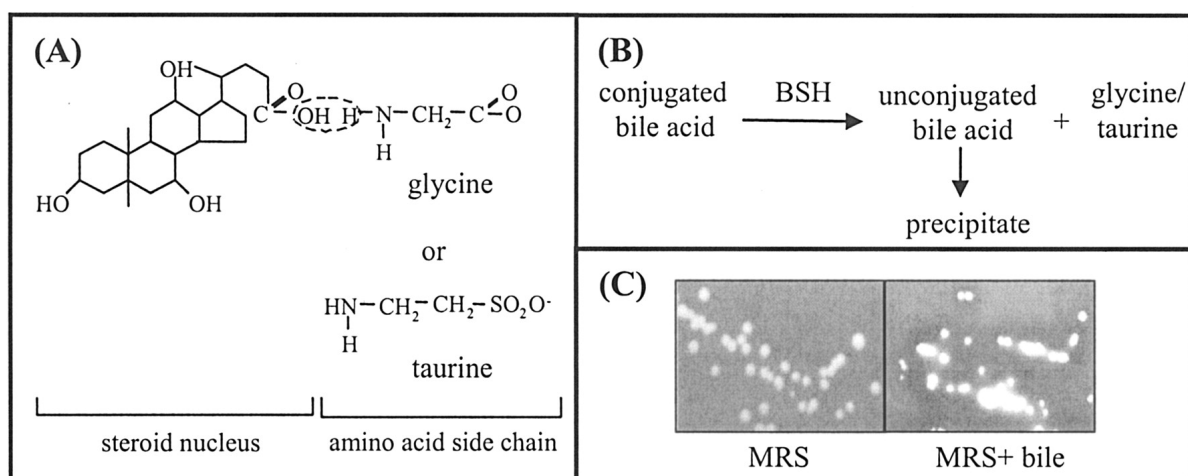 (A)
OH
O
C
OH H–N–CH2–C–O
O
H
HO
OH
glycine
or
HN–CH2–CH2–SO2O-
H
taurine
steroid nucleus
amino acid side chain
(B)
conjugated
bile acid
BSH
unconjugated
bile acid
+
glycine/
taurine
precipitate
(C)
MRS
MRS+ bile